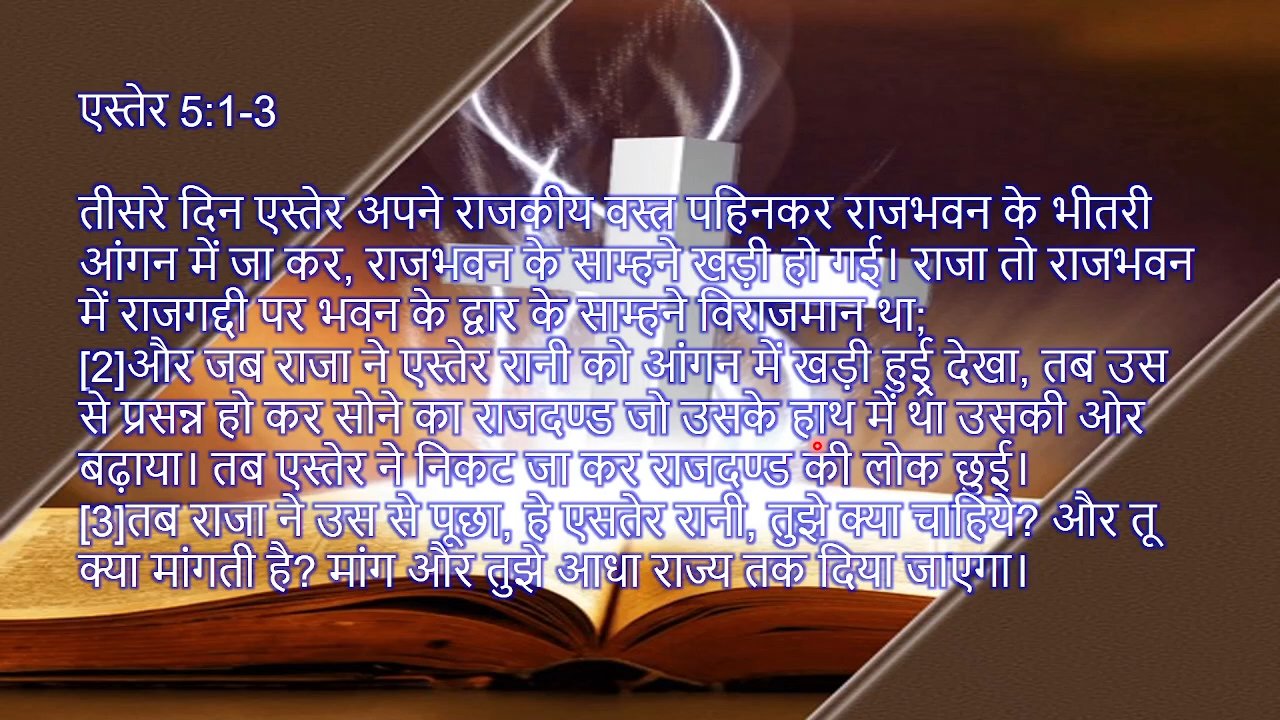 एस्तेर 5:1-3
तीसरे दिन एस्तेर अपने राजकीय वस्त्र पहिनकर राजभवन के भीतरी
आंगन में जा कर, राजभवन के साम्हने खड़ी हो गई। राजा तो राजभवन
में राजगद्दी पर भवन के द्वार के साम्हने विराजमान था;
[2]और जब राजा ने एस्तेर रानी को आंगन में खड़ी हुई्र देखा, तब उस
से प्रसन्न हो कर सोने का राजदण्ड जो उसके हाथ में था उसकी ओर
बढ़ाया। तब एस्तेर ने निकट जा कर राजदण्ड की लोक छुई।
[3]तब राजा ने उस से पूछा, हे एसतेर रानी, तुझे क्या चाहिये? और तू
क्या मांगती है? मांग और तुझे आधा राज्य तक दिया जाएगा।